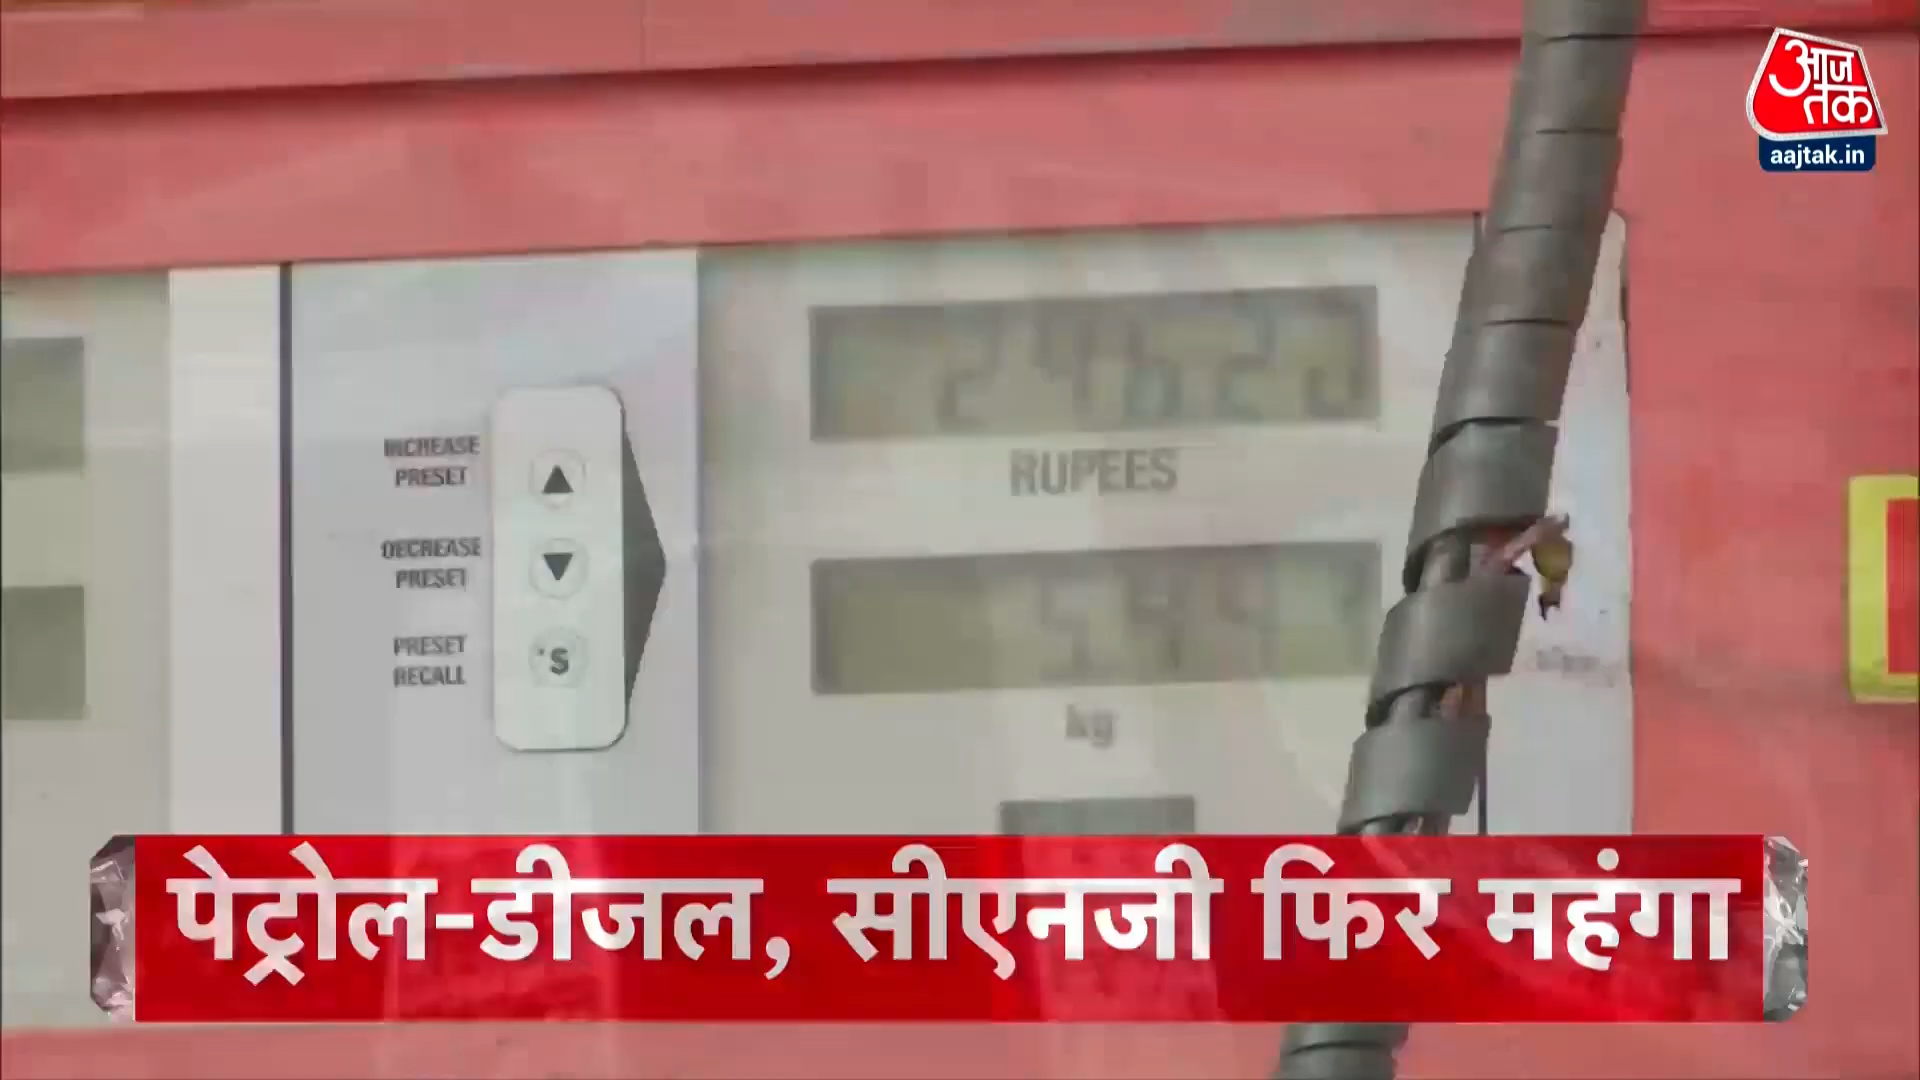 आज
तक
aajtak.in
INCREASE
PRESET
DECREASE
PRESET
PRESET
RECALL
S
RUPEES
kg
पेट्रोल-डीजल, सीएनजी फिर महंगा